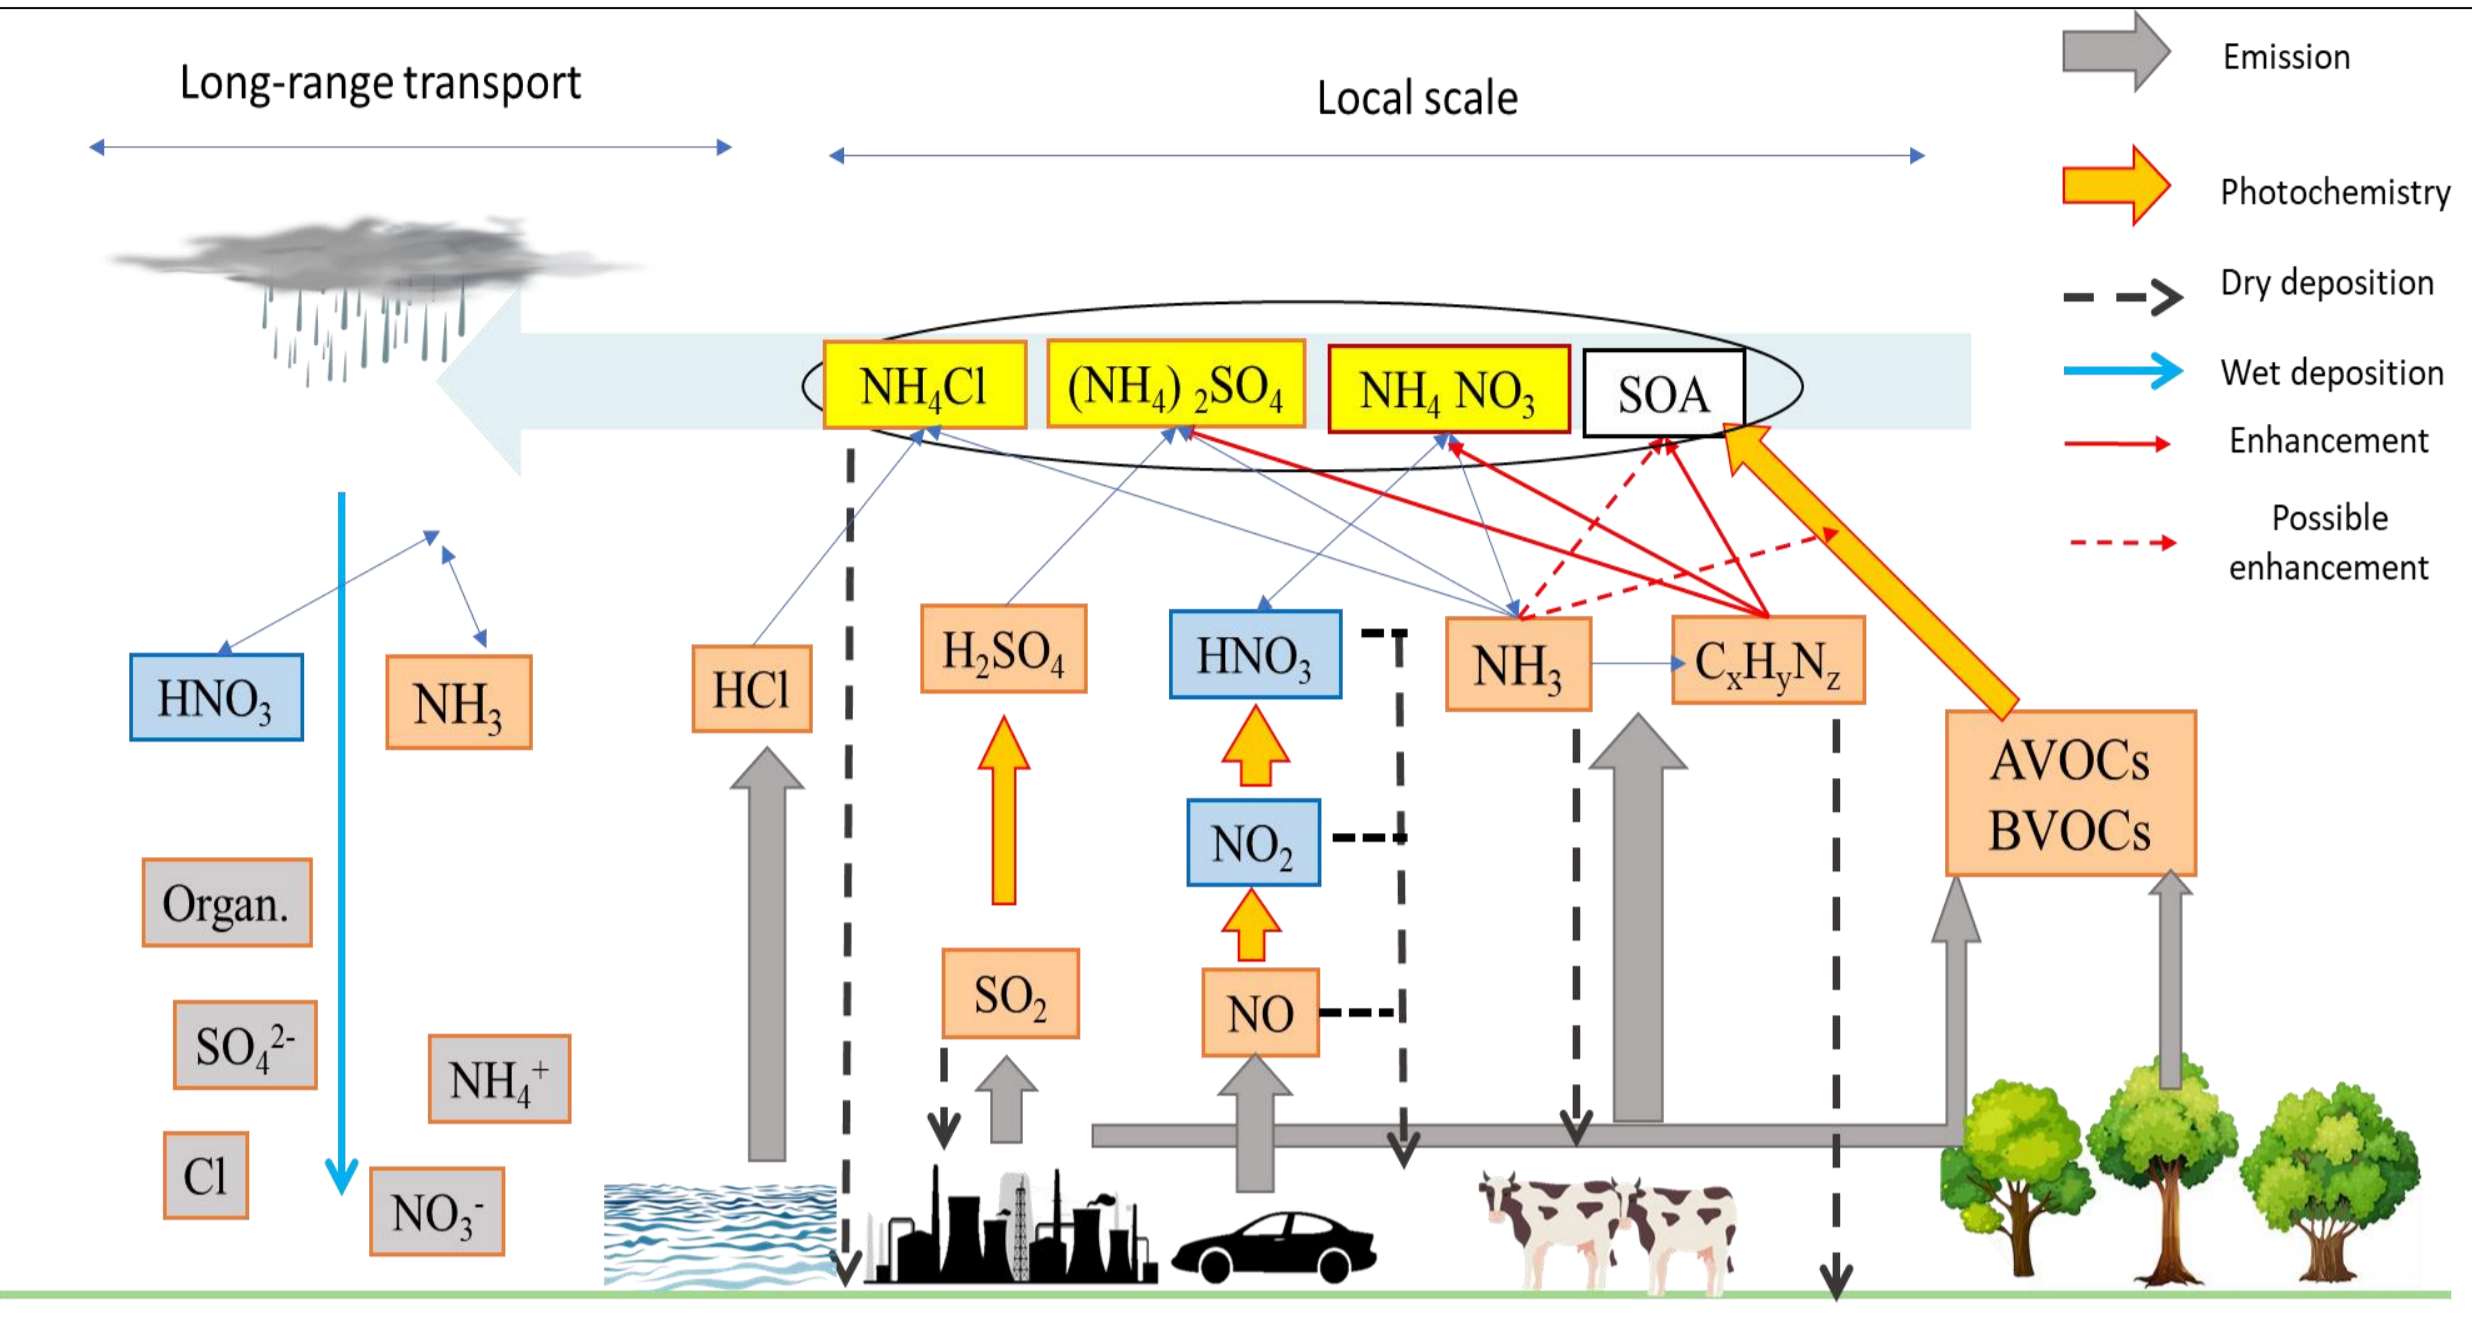 Long-range transport
Local scale
Emission
Photochemistry
Dry deposition
Wet deposition
Enhancement
Possible
enhancement
NH₄Cl
(NH₄) ₂SO₄
NH₄ NO₃
SOA
HNO₃
NH₃
HCl
H₂SO₄
HNO₃
NH₃
CₓHᵧN𝓏
AVOCs
BVOCs
NO₂
Organ.
SO₂
NO
SO₄²⁻
NH₄⁺
Cl
NO₃⁻